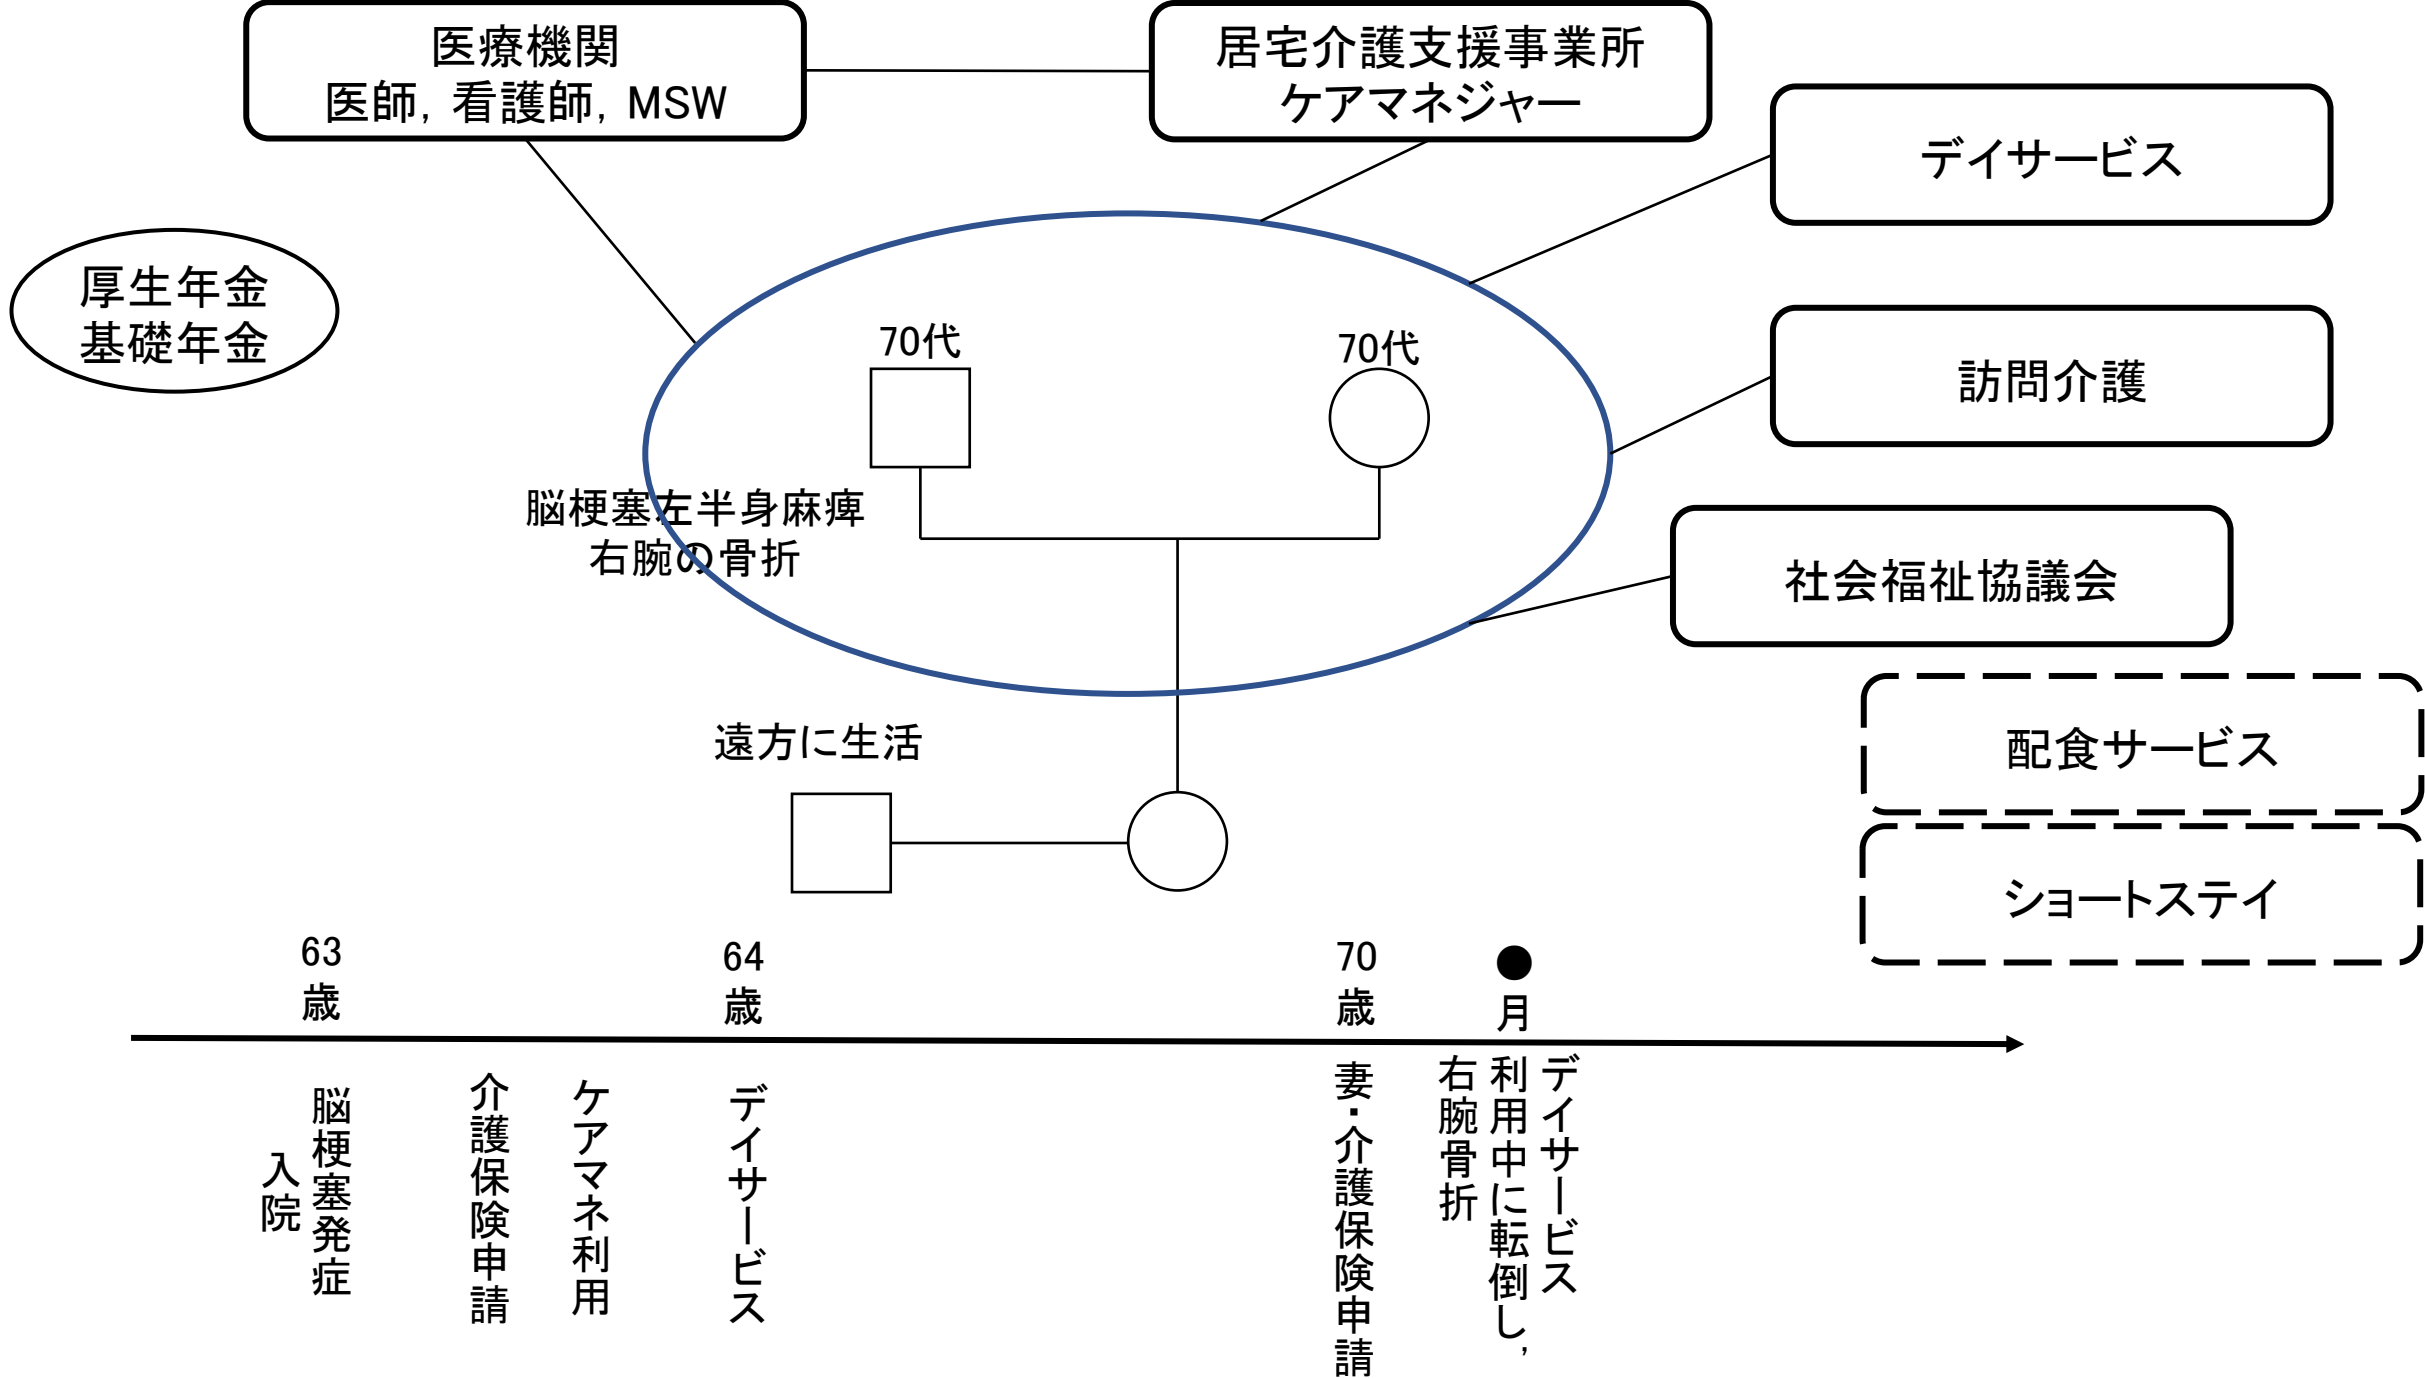 医療機関
医師，看護師，MSW
居宅介護支援事業所
ケアマネジャー
デイサービス
厚生年金
基礎年金
70代
70代
訪問介護
脳梗塞左半身麻痺
右腕の骨折
社会福祉協議会
遠方に生活
配食サービス
ショートステイ
63
歳
64
歳
70
歳
●
月
脳梗塞発症
入院
介護保険申請
ケアマネ利用
デイサービス
妻・介護保険申請
デイサービス
利用中に転倒し，
右腕骨折